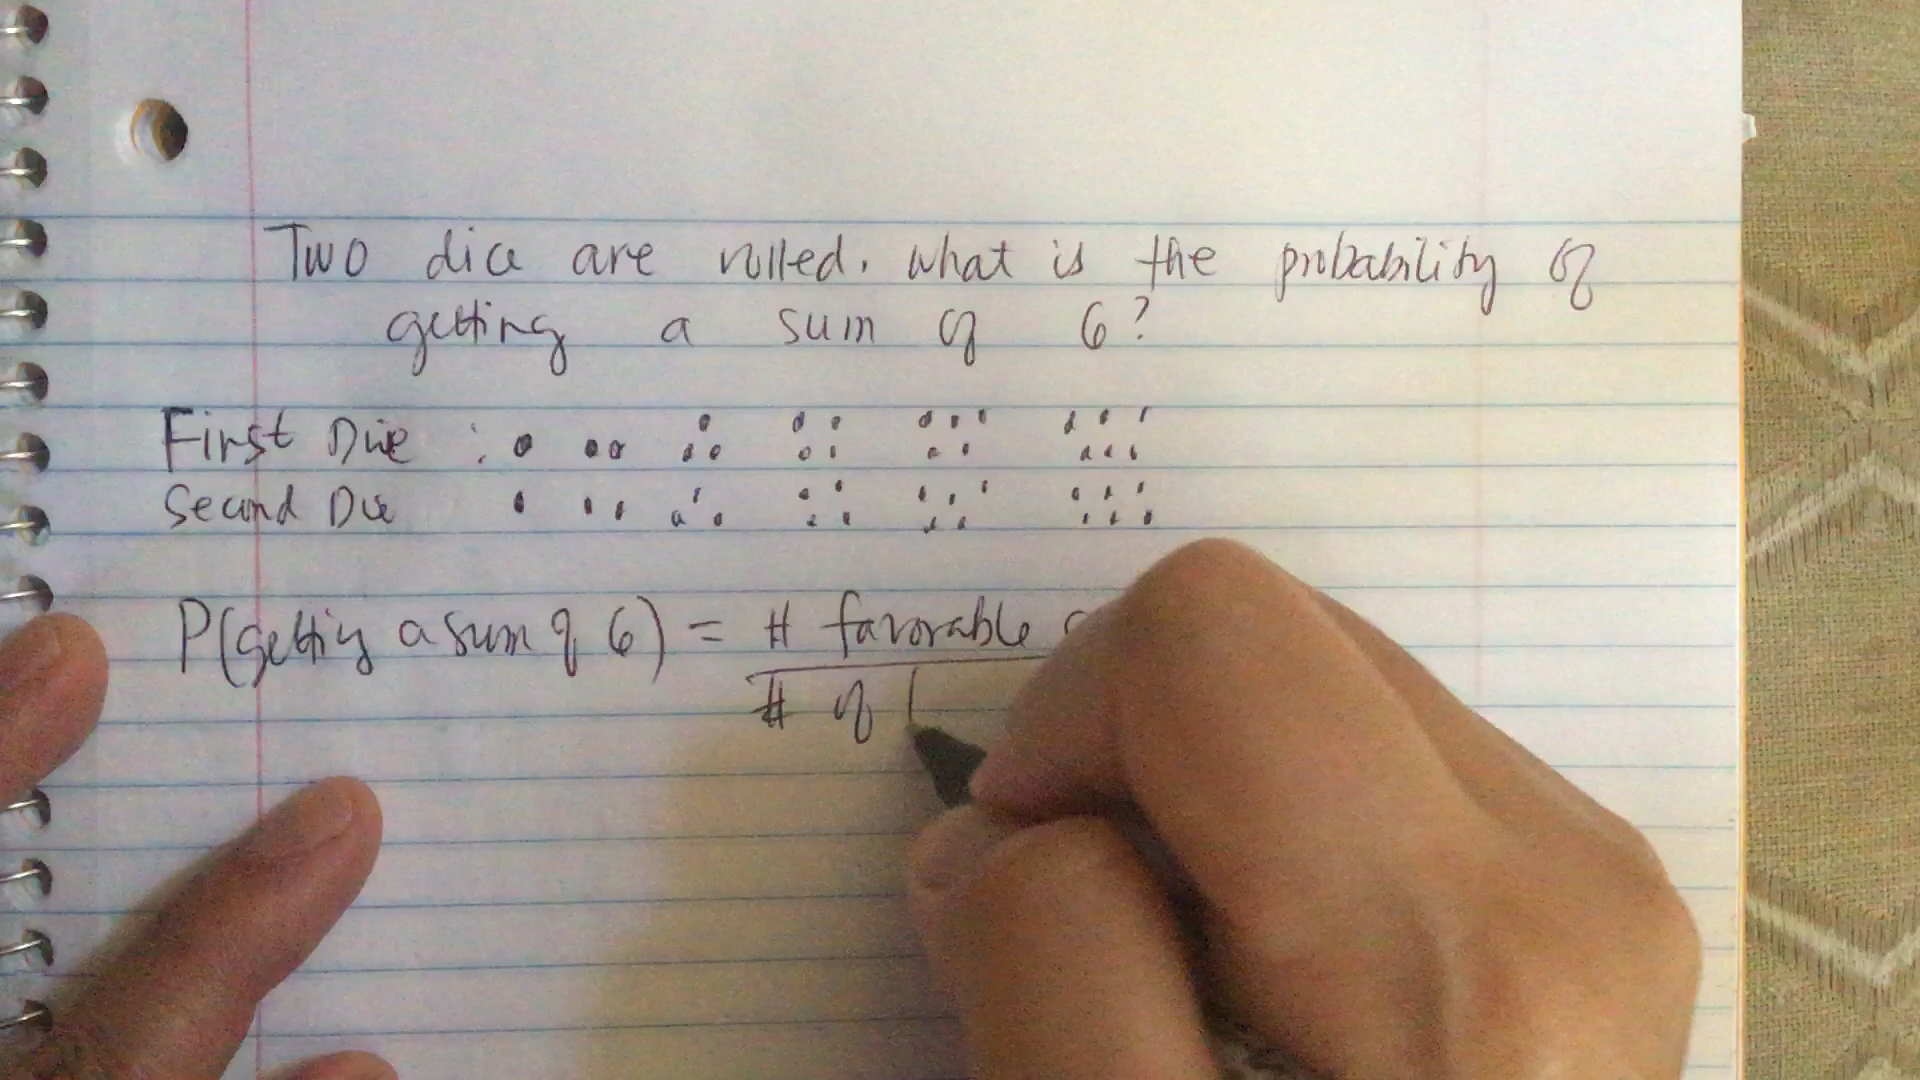 Two dice are rolled. what is the probability of
getting a sum of 6?
First Die :
Second Die
P(getting a sum of 6) = # favorable
# of